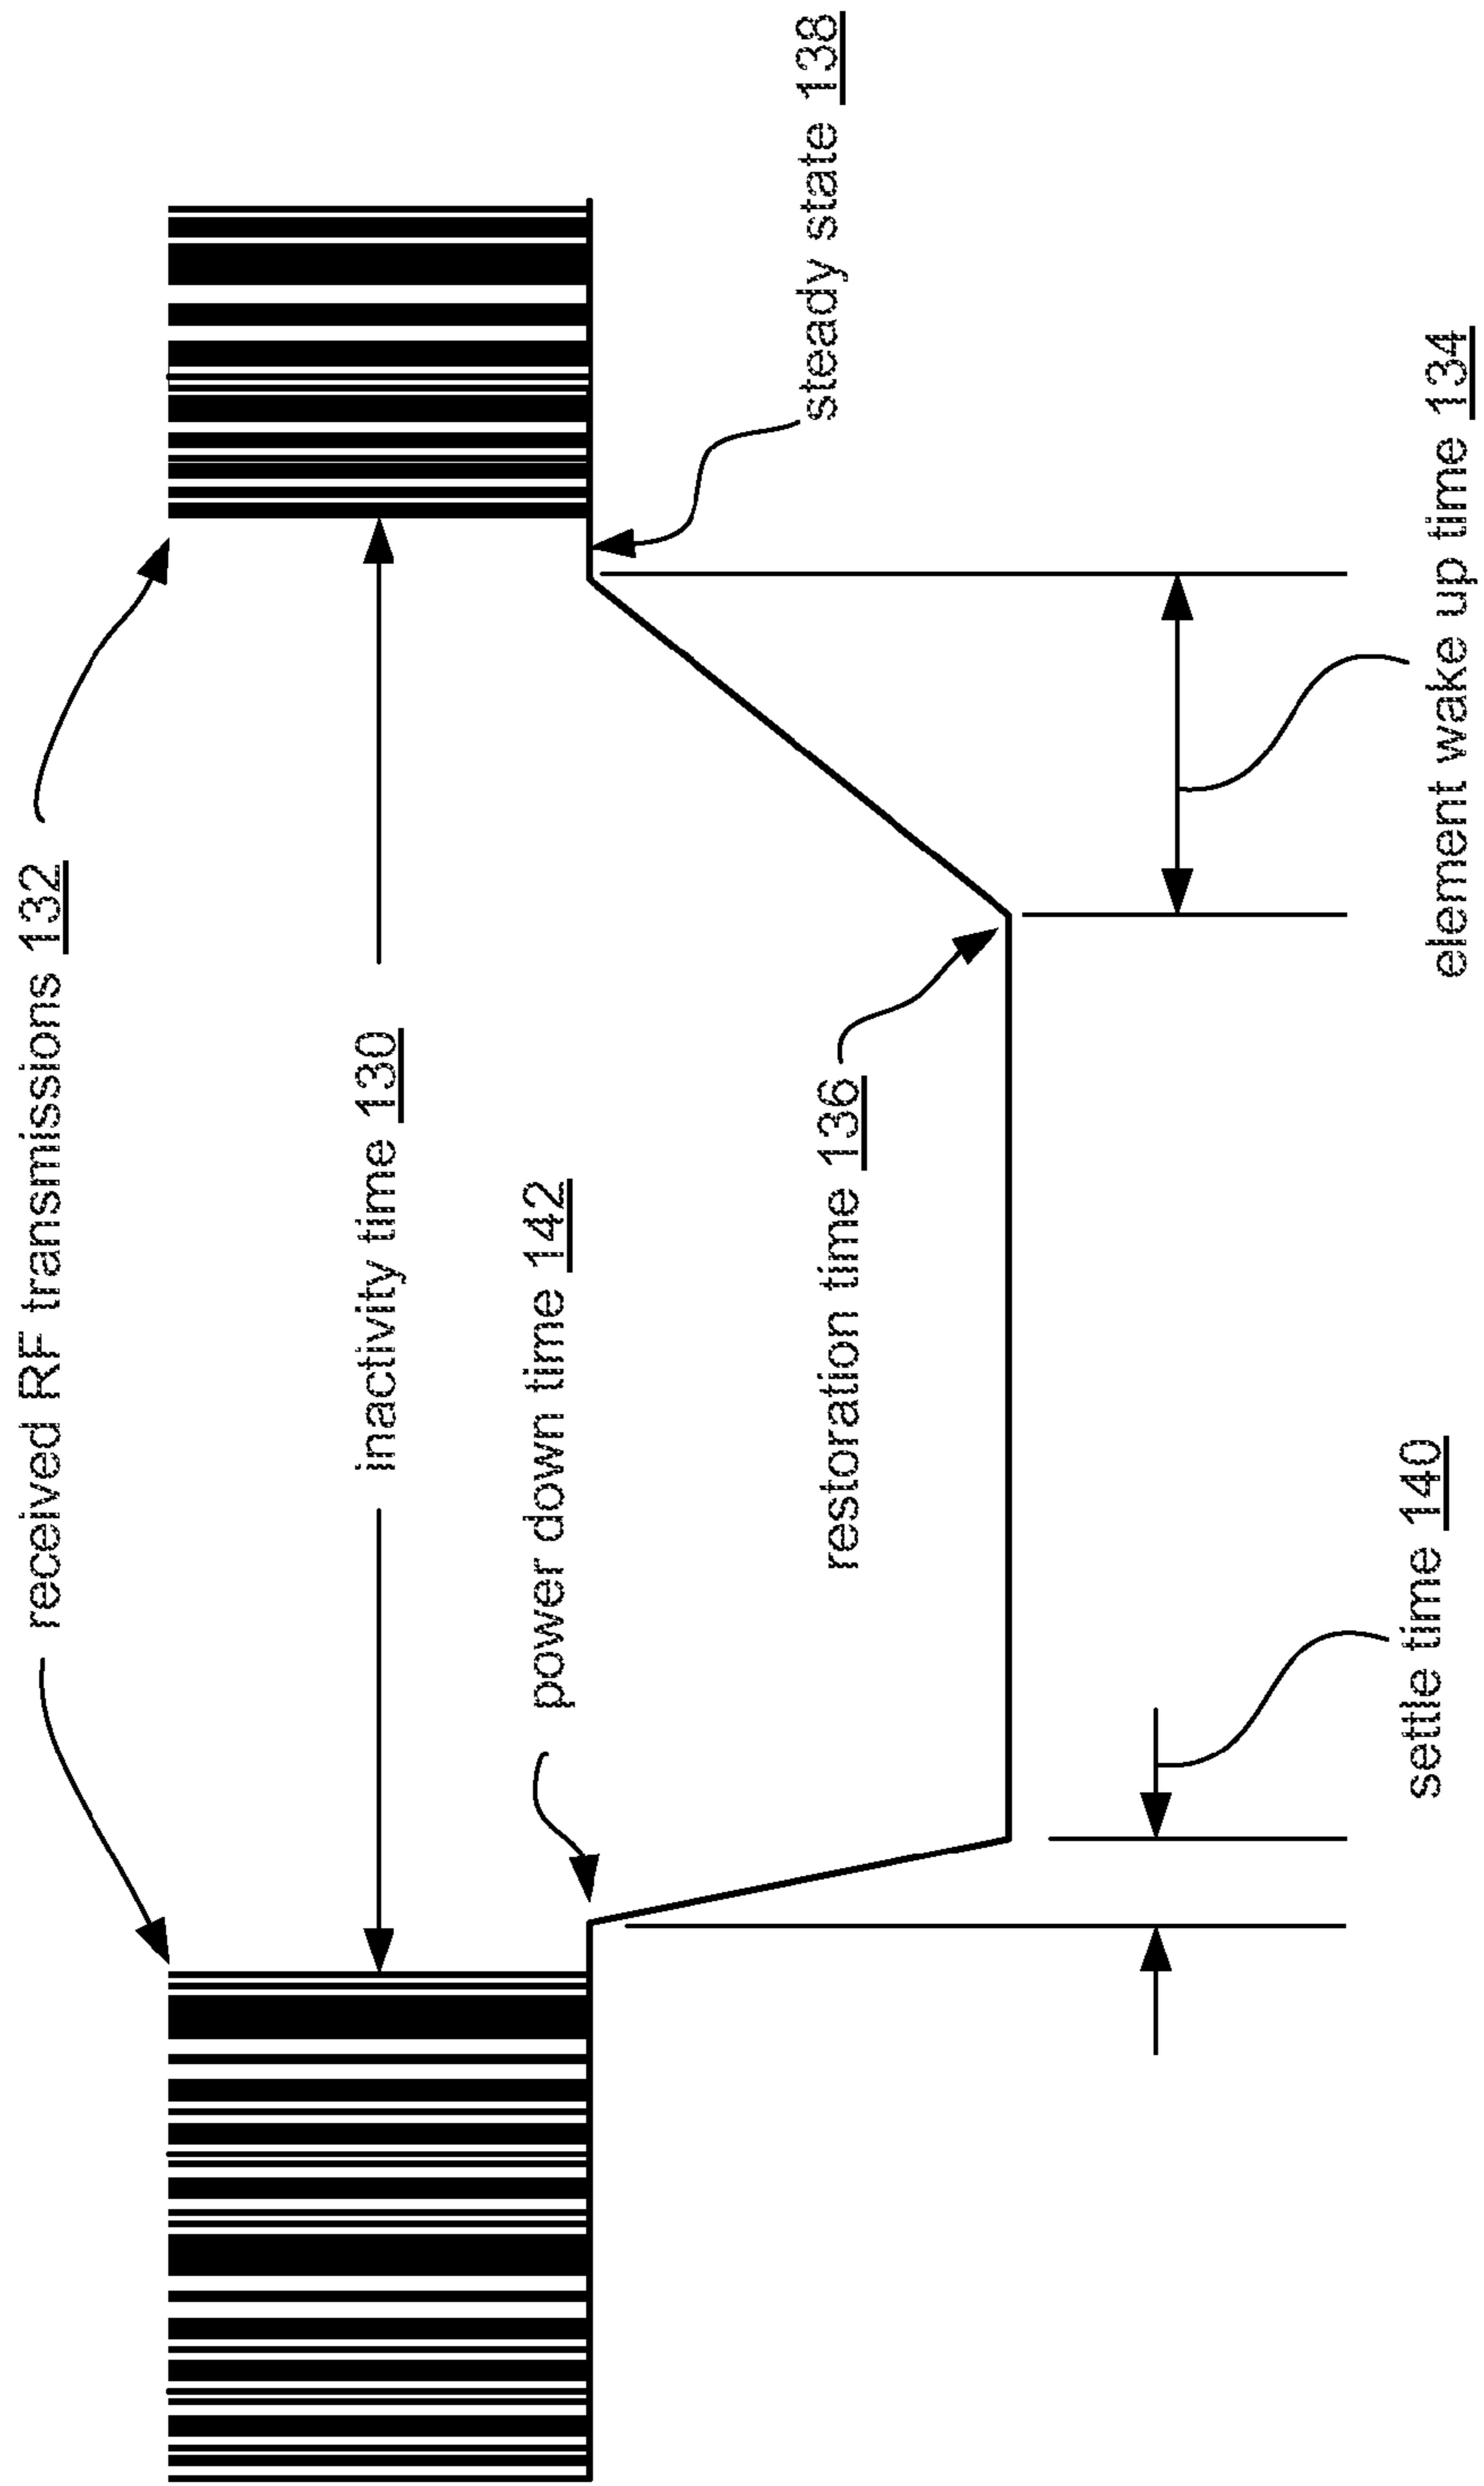 received RF transmissions 132
inactivity time 130
power down time 142
restoration time 136
steady state 138
settle time 140
element wake up time 134